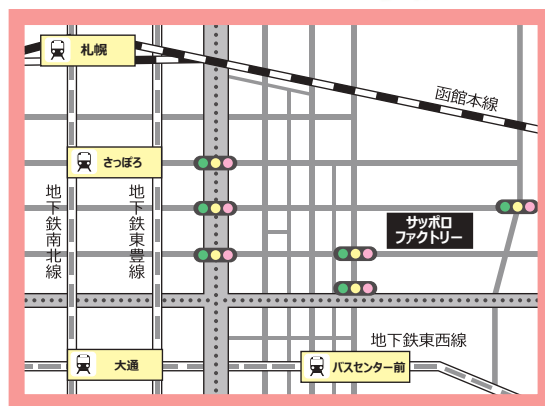 札幌
函館本線
さっぽろ
地下鉄南北線
地下鉄東豊線
サッポロ
ファクトリー
地下鉄東西線
大通
バスセンター前